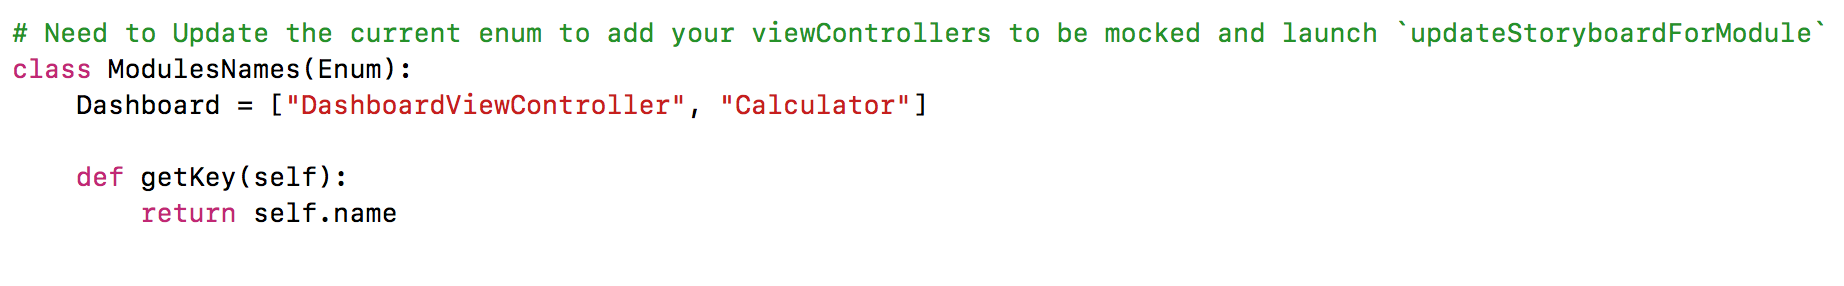 # Need to Update the current enum to add your viewControllers to be mocked and launch `updateStoryboardForModule`
class ModulesNames(Enum):
    Dashboard = ["DashboardViewController", "Calculator"]
    def getKey(self):
        return self.name